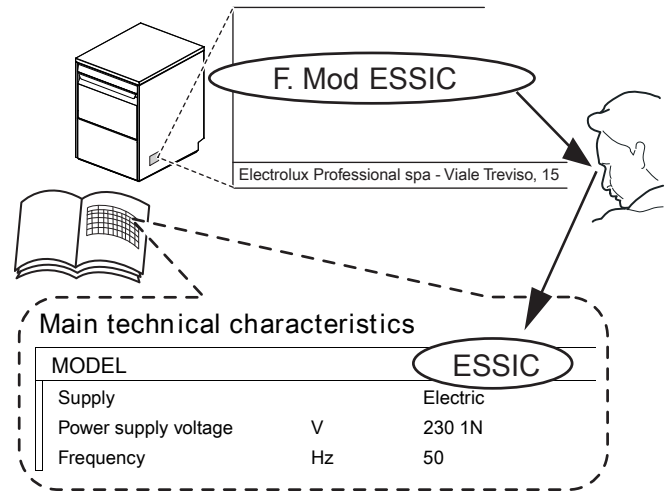 F. Mod ESSIC
Electrolux Professional spa - Viale Treviso, 15
Main technical characteristics
MODEL ESSIC
Supply Electric
Power supply voltage V 230 1N
Frequency Hz 50